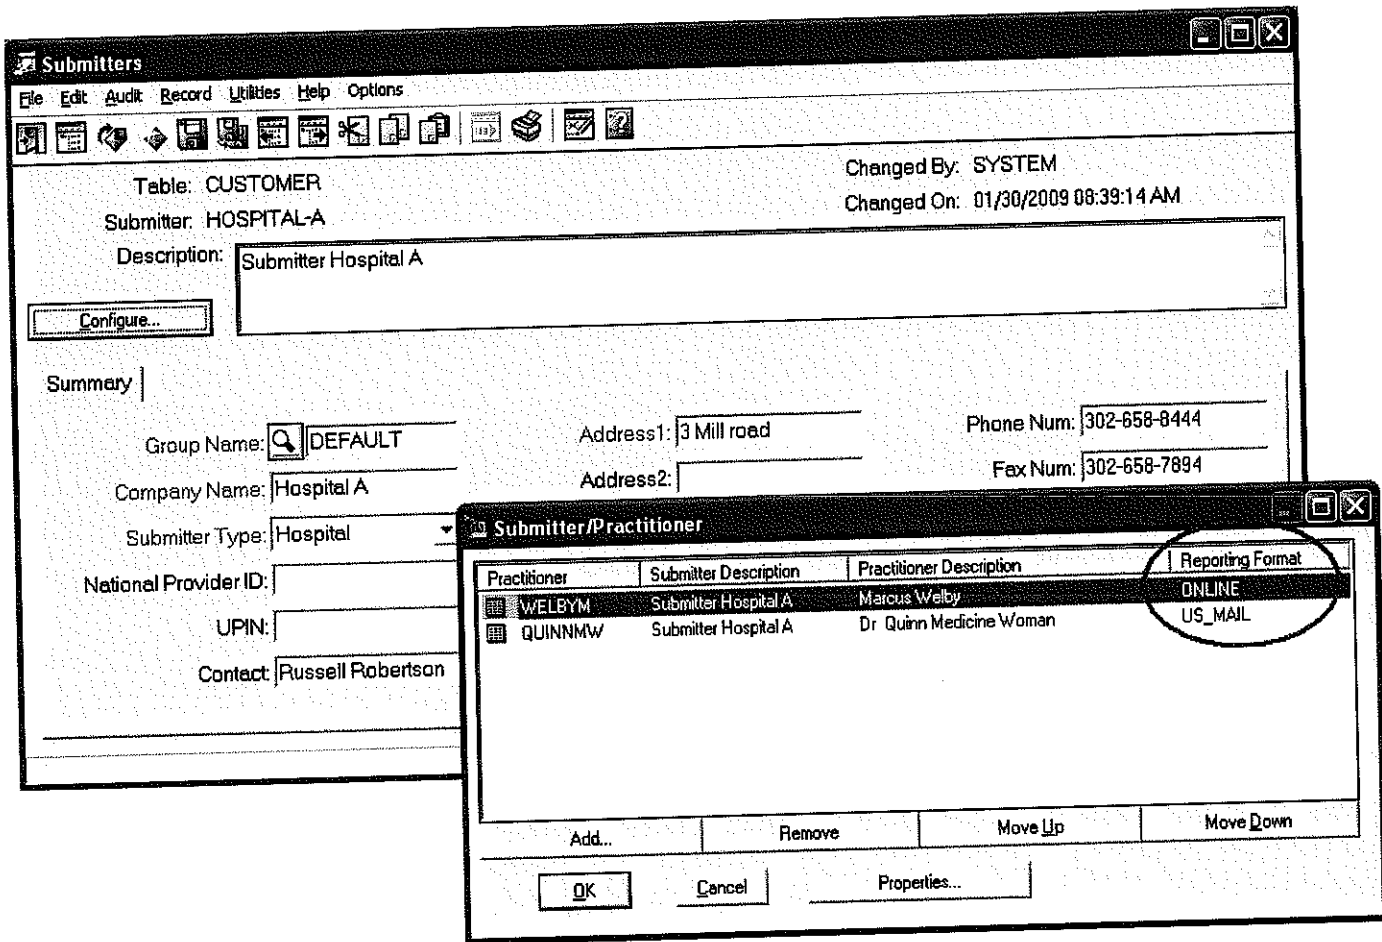 Submitters
File Edit Audit Record Utilities Help Options
Table: CUSTOMER
Changed By: SYSTEM
Submitter: HOSPITAL-A
Changed On: 01/30/2009 08:39:14 AM
Description: Submitter Hospital A
Configure...
Summary
Group Name: DEFAULT
Address1: 3 Mill road
Phone Num: 302-658-8444
Company Name: Hospital A
Address2:
Fax Num: 302-658-7894
Submitter Type: Hospital
National Provider ID:
UPIN:
Contact: Russell Robertson
Submitter/Practitioner
Practitioner Submitter Description Practitioner Description Reporting Format
WELBYM Submitter Hospital A Marcus Welby ONLINE
QUINNMW Submitter Hospital A Dr Quinn Medicine Woman US_MAIL
Add... Remove Move Up Move Down
OK Cancel Properties...